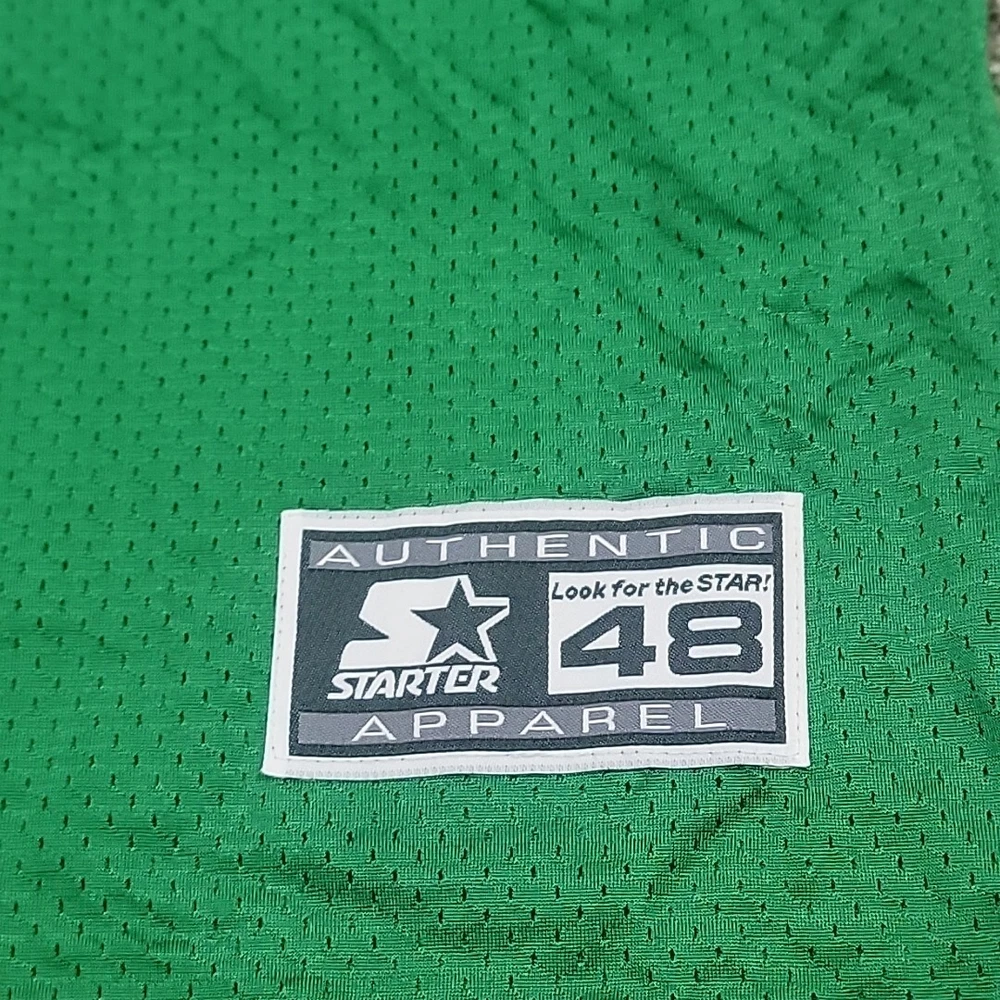 AUTHENTIC
Look for the STAR!
48
STARTER
APPAREL